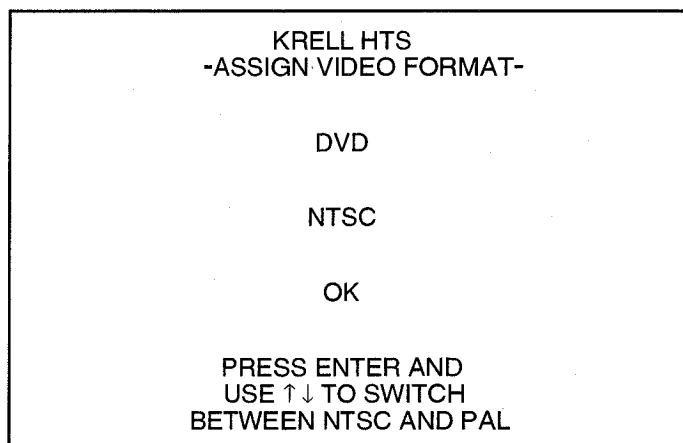 KRELL HTS
-ASSIGN VIDEO FORMAT-
DVD
NTSC
OK
PRESS ENTER AND
USE ↑↓ TO SWITCH
BETWEEN NTSC AND PAL